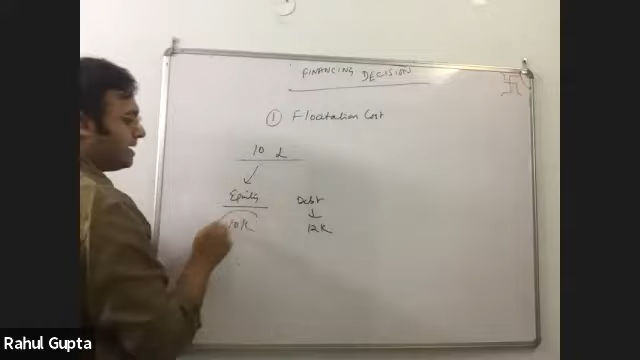 FINANCING DECISION
① Floatation Cost
10 L
Equity Debt
10K 12K
Rahul Gupta